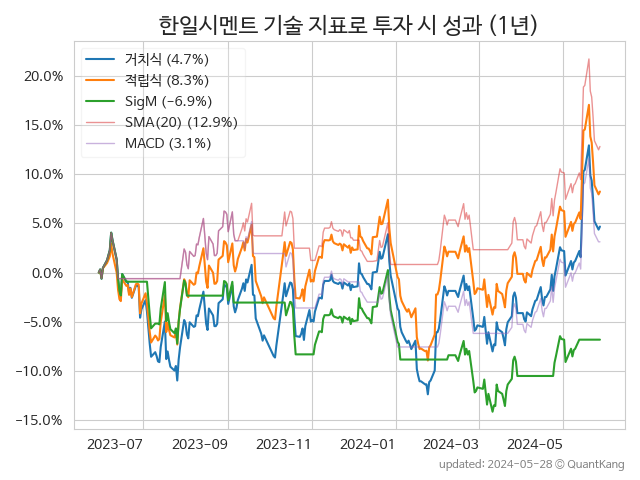 한일시멘트 기술 지표로 투자 시 성과 (1년)
거치식 (4.7%)
적립식 (8.3%)
SigM (−6.9%)
SMA(20) (12.9%)
MACD (3.1%)
20.0%
15.0%
10.0%
5.0%
0.0%
−5.0%
−10.0%
−15.0%
2023−07 2023−09 2023−11 2024−01 2024−03 2024−05
updated: 2024-05-28 © QuantKang